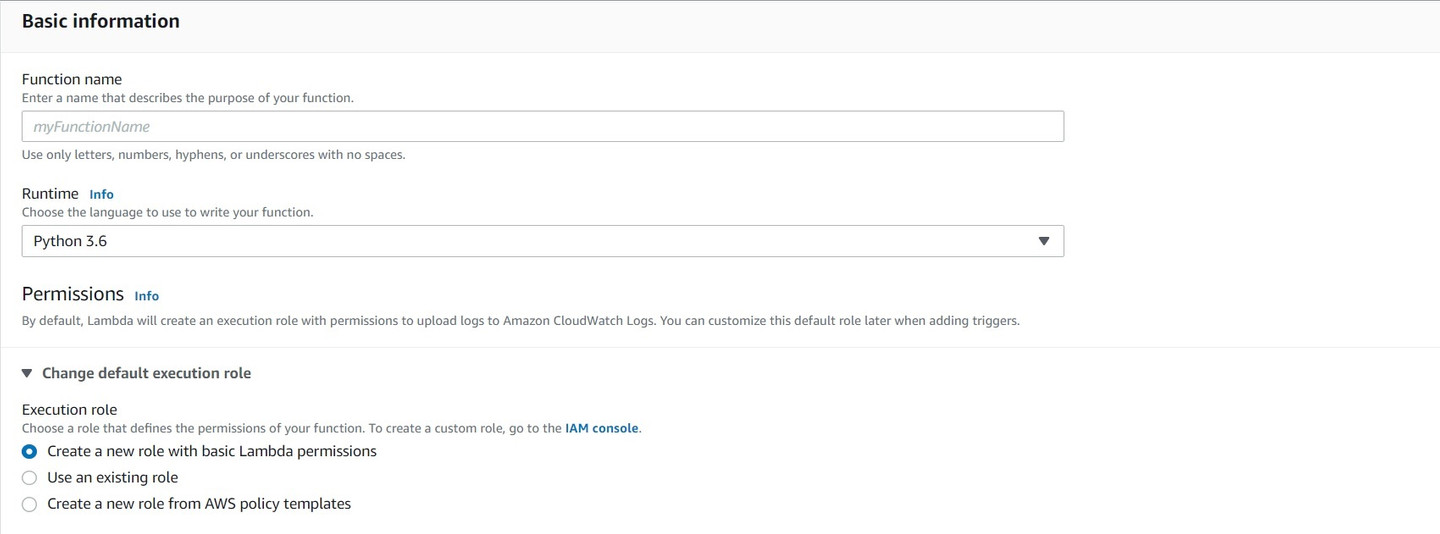 Basic information
Function name
Enter a name that describes the purpose of your function.
myFunctionName
Use only letters, numbers, hyphens, or underscores with no spaces.
Runtime Info
Choose the language to use to write your function.
Python 3.6
Permissions Info
By default, Lambda will create an execution role with permissions to upload logs to Amazon CloudWatch Logs. You can customize this default role later when adding triggers.
Change default execution role
Execution role
Choose a role that defines the permissions of your function. To create a custom role, go to the IAM console.
Create a new role with basic Lambda permissions
Use an existing role
Create a new role from AWS policy templates